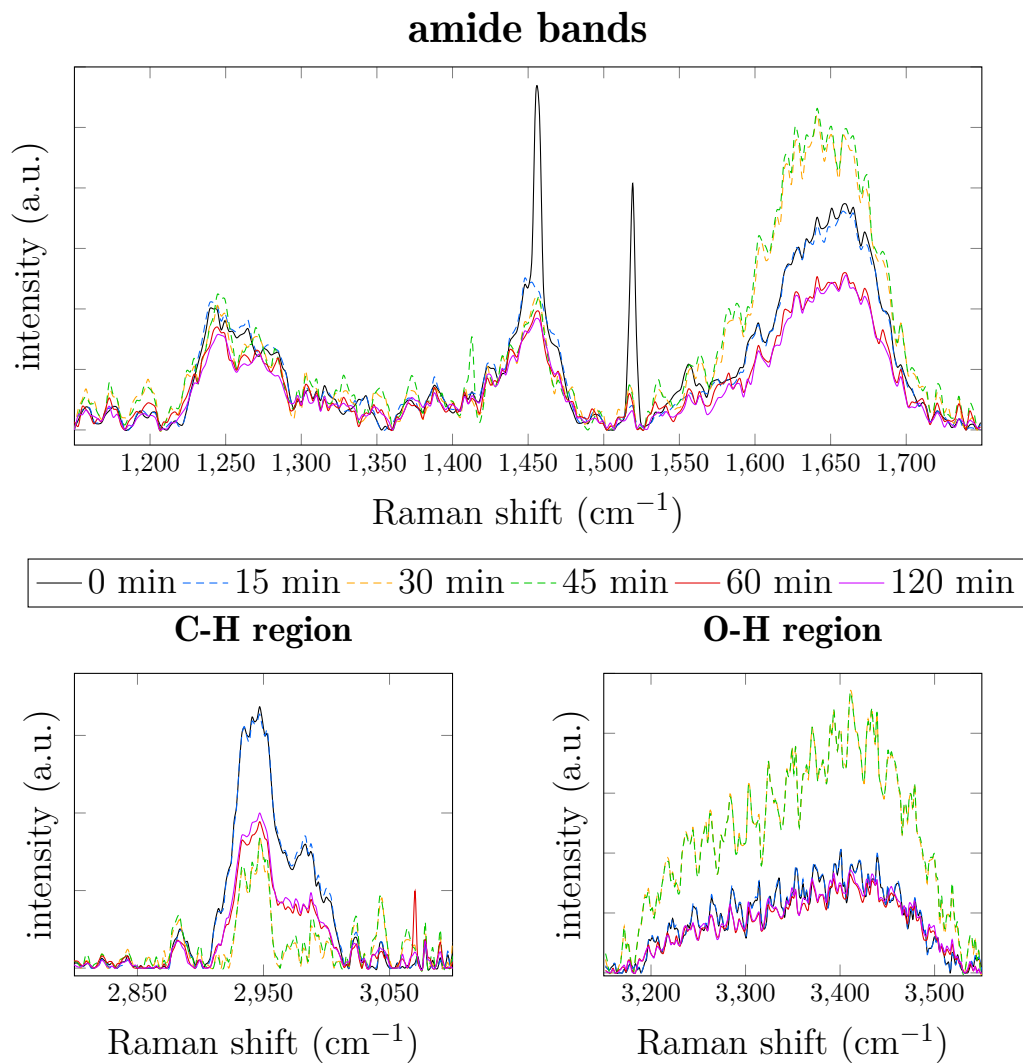 amide bands
intensity (a.u.)
1,200 1,250 1,300 1,350 1,400 1,450 1,500 1,550 1,600 1,650 1,700
Raman shift (cm−1)
0 min 15 min 30 min 45 min 60 min 120 min
C-H region
intensity (a.u.)
2,850 2,950 3,050
Raman shift (cm−1)
O-H region
intensity (a.u.)
3,200 3,300 3,400 3,500
Raman shift (cm−1)